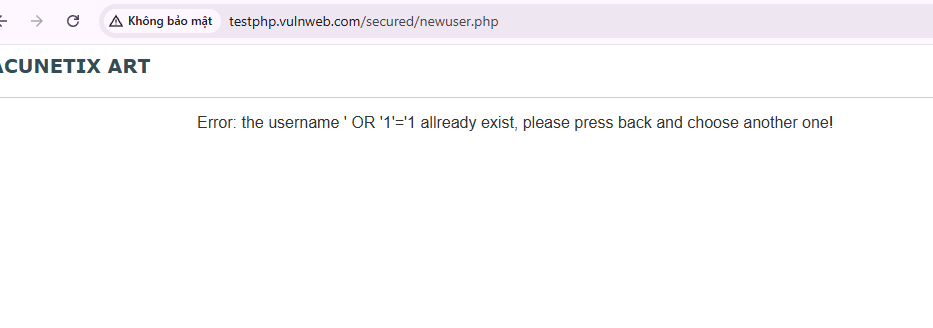 Không bảo mật testphp.vulnweb.com/secured/newuser.php
ACUNETIX ART
Error: the username ' OR '1'='1 allready exist, please press back and choose another one!